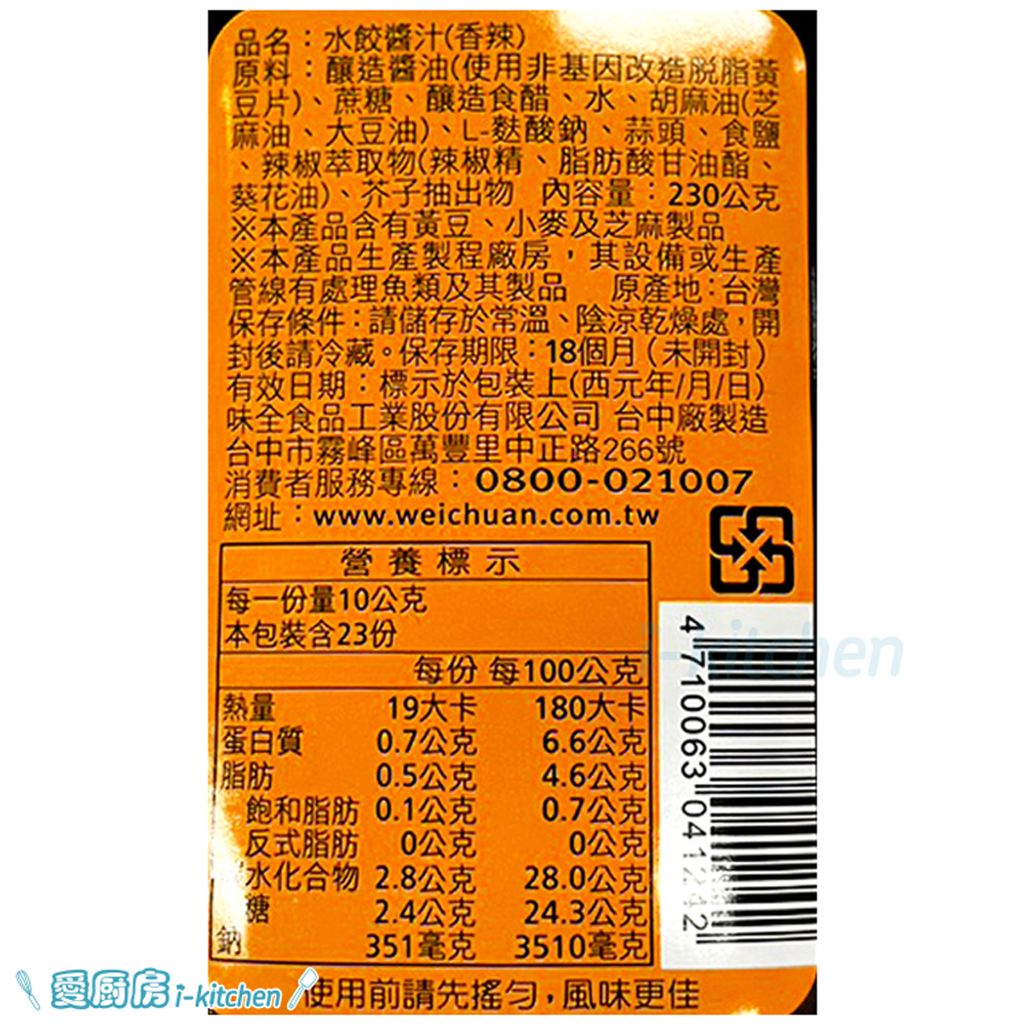 品名：水餃醬汁(香辣)
原料：釀造醬油(使用非基因改造脫脂黃
豆片)、蔗糖、釀造食醋、水、胡麻油(芝
麻油、大豆油)、L-麩酸鈉、蒜頭、食鹽
、辣椒萃取物(辣椒精、脂肪酸甘油酯、
葵花油)、芥子抽出物 內容量：230公克
※本產品含有黃豆、小麥及芝麻製品
※本產品生產製程廠房，其設備或生產
管線有處理魚類及其製品 原產地：台灣
保存條件：請儲存於常溫、陰涼乾燥處，開
封後請冷藏。保存期限：18個月（未開封）
有效日期：標示於包裝上(西元年/月/日)
味全食品工業股份有限公司 台中廠製造
台中市霧峰區萬豐里中正路266號
消費者服務專線：0800-021007
網址：www.weichuan.com.tw
營養標示
每一份量10公克
本包裝含23份
每份 每100公克
熱量 19大卡 180大卡
蛋白質 0.7公克 6.6公克
脂肪 0.5公克 4.6公克
飽和脂肪 0.1公克 0.7公克
反式脂肪 0公克 0公克
水化合物 2.8公克 28.0公克
糖 2.4公克 24.3公克
鈉 351毫克 3510毫克
使用前請先搖勻，風味更佳
4 710063 041242
i-kitchen
愛廚房 i-kitchen